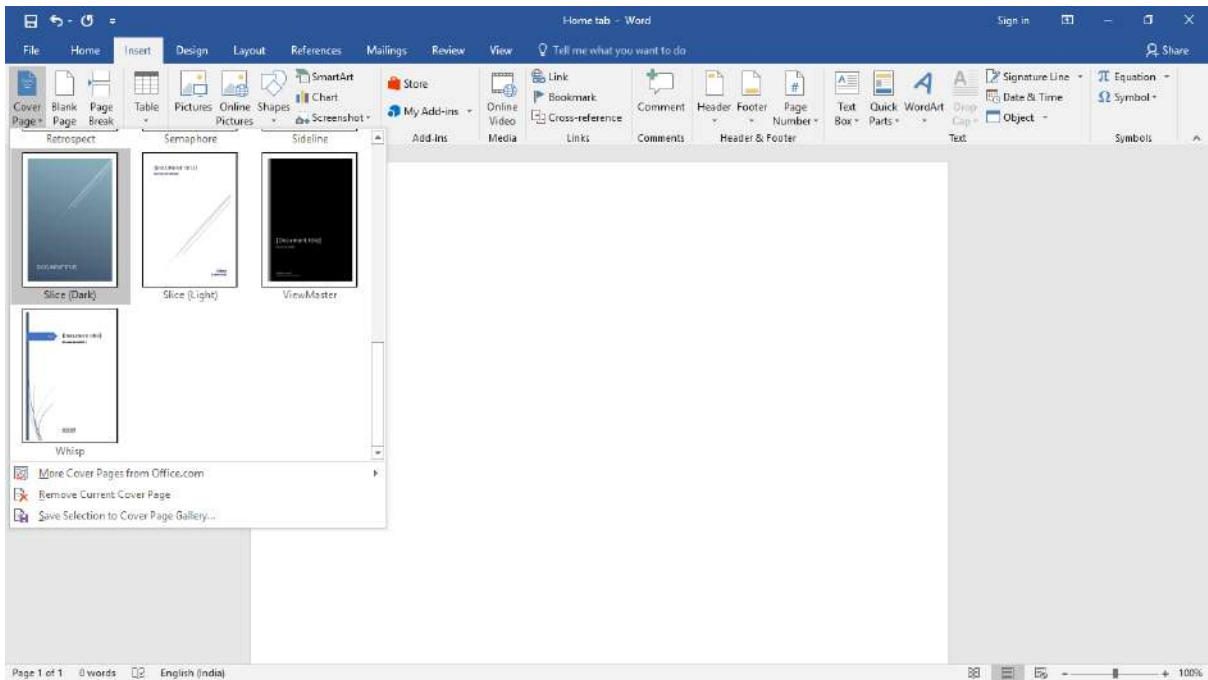 Home tab - Word
Sign in
File Home Insert Design Layout References Mailings Review View Tell me what you want to do Share
Cover Page
Blank Page
Page Break
Table
Pictures
Online Pictures
Shapes
SmartArt
Chart
Screenshot
Store
My Add-ins
Add-ins
Online Video
Media
Link
Bookmark
Cross-reference
Links
Comment
Comments
Header
Footer
Page Number
Header & Footer
Text Box
Quick Parts
WordArt
Drop Cap
Signature Line
Date & Time
Object
Text
Equation
Symbol
Symbols
Retrospect Semaphore Sideline
[Document title]
Slice (Dark) Slice (Light) ViewMaster
[Document title]
Whisp
More Cover Pages from Office.com
Remove Current Cover Page
Save Selection to Cover Page Gallery...
Page 1 of 1 0 words English (India) 100%